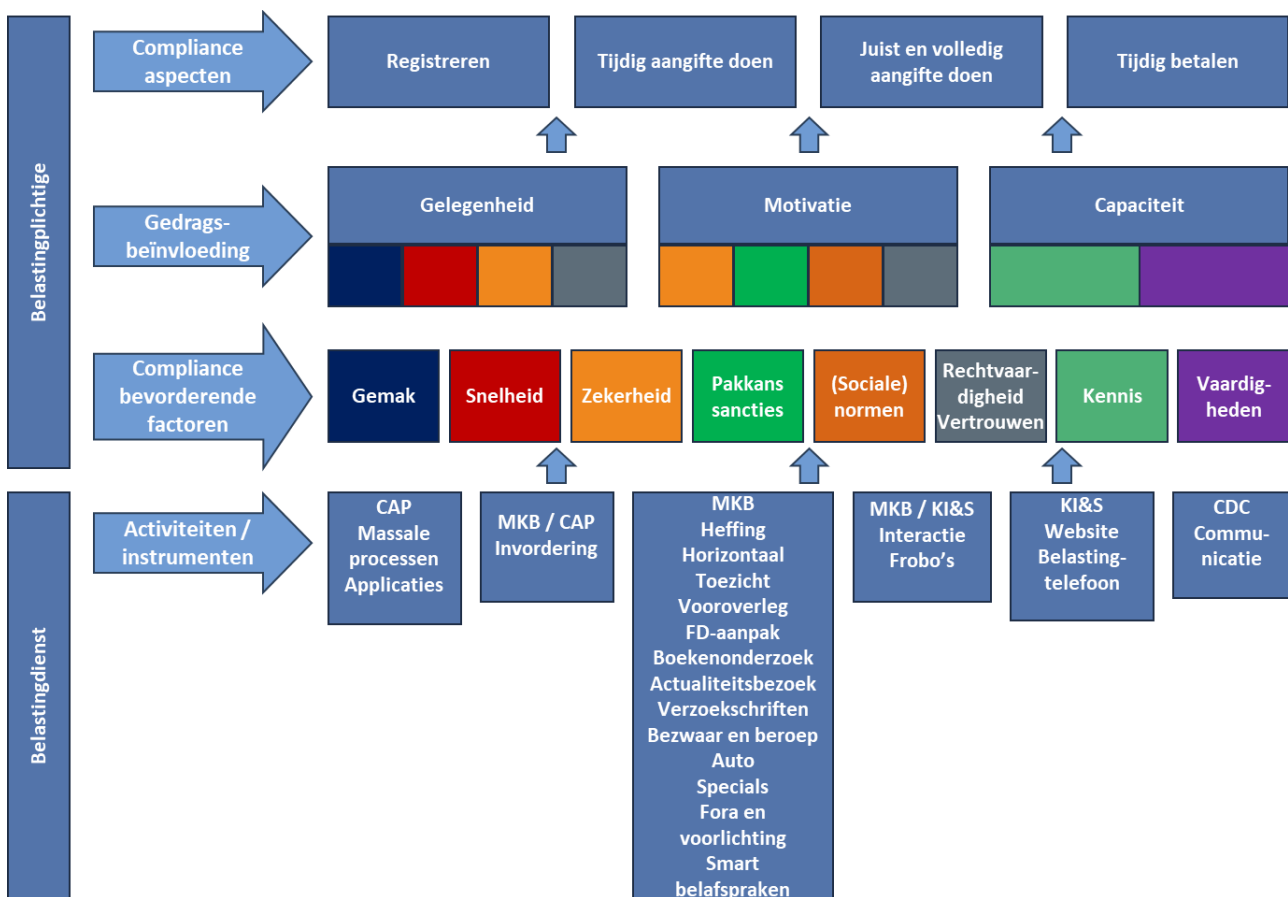 Belastingplichtige
Compliance
aspecten
Registreren
Tijdig aangifte doen
Juist en volledig
aangifte doen
Tijdig betalen
Gedrags-
beïnvloeding
Gelegenheid
Motivatie
Capaciteit
Compliance
bevorderende
factoren
Gemak
Snelheid
Zekerheid
Pakkans
sancties
(Sociale)
normen
Rechtvaar-
digheid
Vertrouwen
Kennis
Vaardig-
heden
Belastingdienst
Activiteiten /
instrumenten
CAP
Massale
processen
Applicaties
MKB / CAP
Invordering
MKB
Heffing
Horizontaal
Toezicht
Vooroverleg
FD-aanpak
Boekenonderzoek
Actualiteitsbezoek
Verzoekschriften
Bezwaar en beroep
Auto
Specials
Fora en
voorlichting
Smart
belafspraken
MKB / KI&S
Interactie
Frobo’s
KI&S
Website
Belasting-
telefoon
CDC
Commu-
nicatie